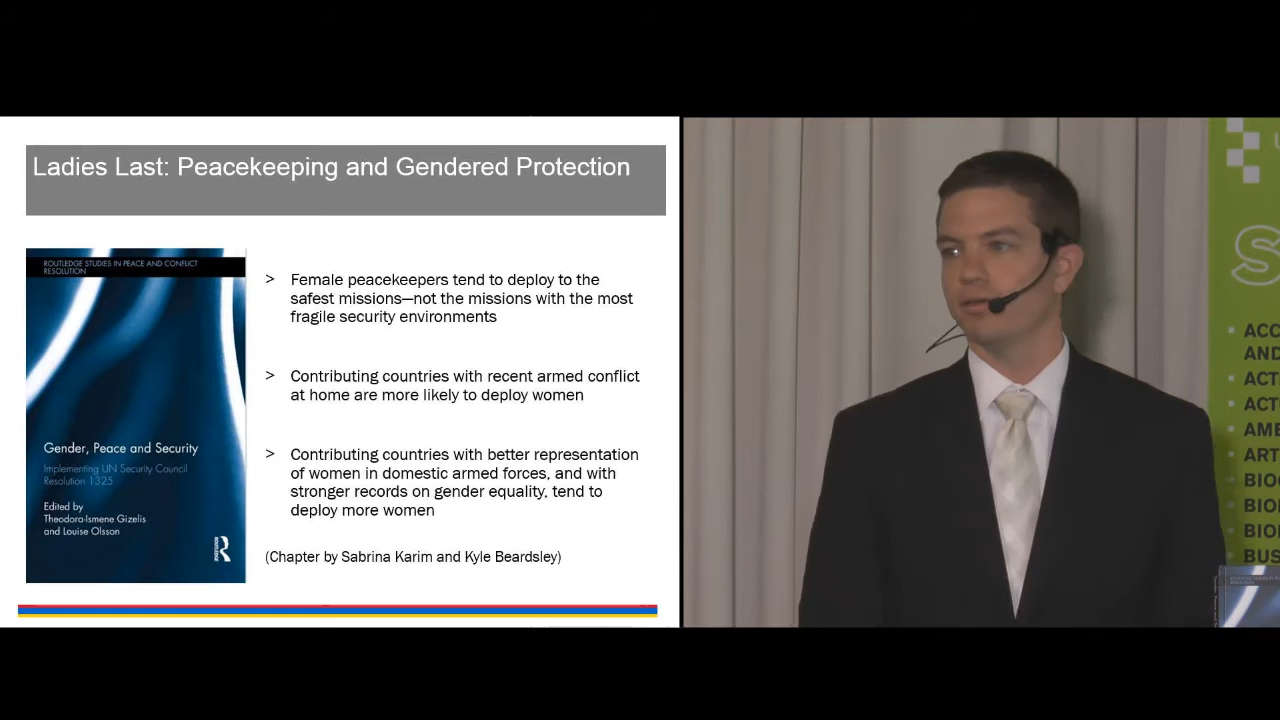 Ladies Last: Peacekeeping and Gendered Protection
ROUTLEDGE STUDIES IN PEACE AND CONFLICT
RESOLUTION
Gender, Peace and Security
Implementing UN Security Council
Resolution 1325
Edited by
Theodora-Ismene Gizelis
and Louise Olsson
R
> Female peacekeepers tend to deploy to the
safest missions—not the missions with the most
fragile security environments
> Contributing countries with recent armed conflict
at home are more likely to deploy women
> Contributing countries with better representation
of women in domestic armed forces, and with
stronger records on gender equality, tend to
deploy more women
(Chapter by Sabrina Karim and Kyle Beardsley)
S
• ACC
AND
• ACT
• ACT
• AME
• ART
• BIO
• BIO
• BUS